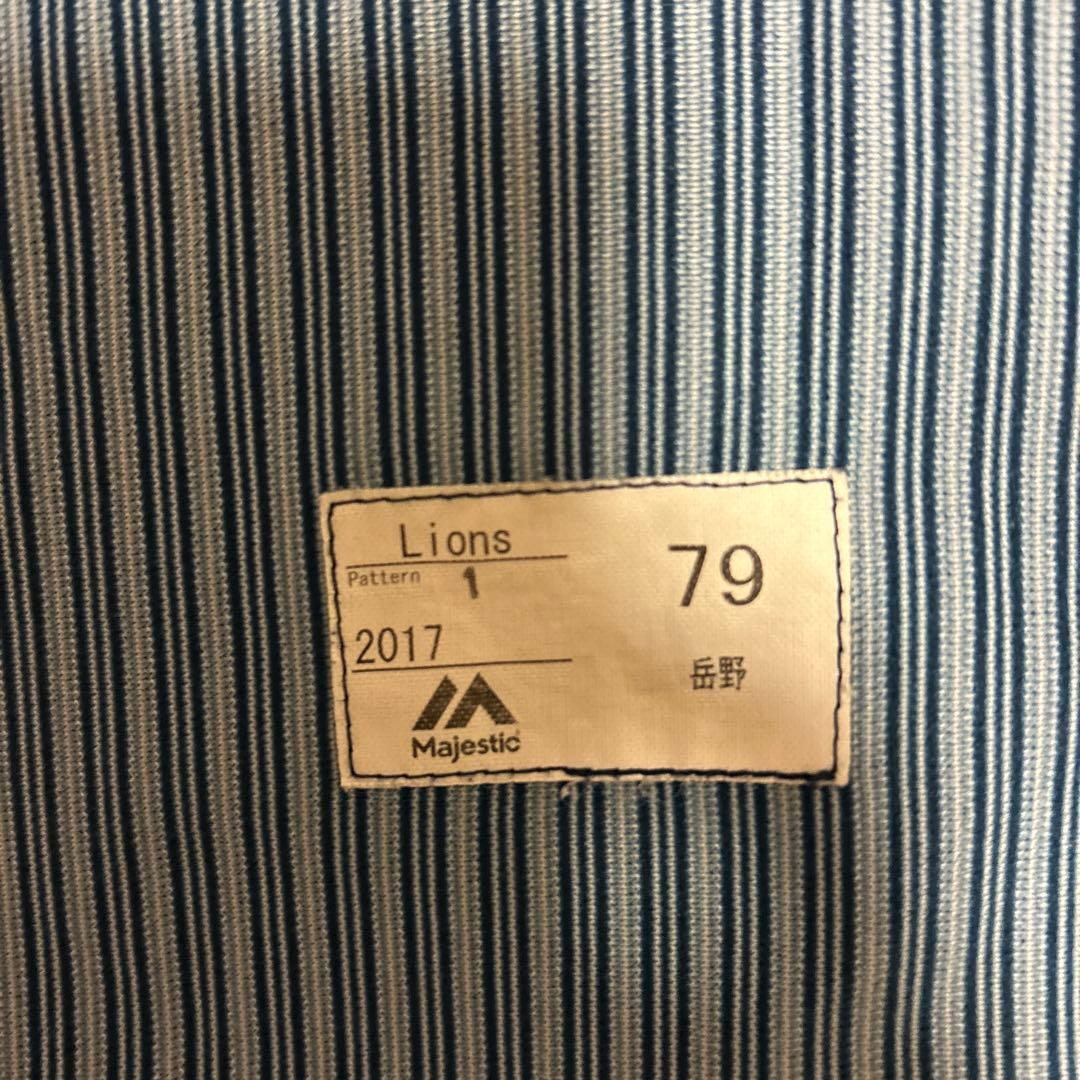 Lions
Pattern 1
2017
Majestic
79
岳野